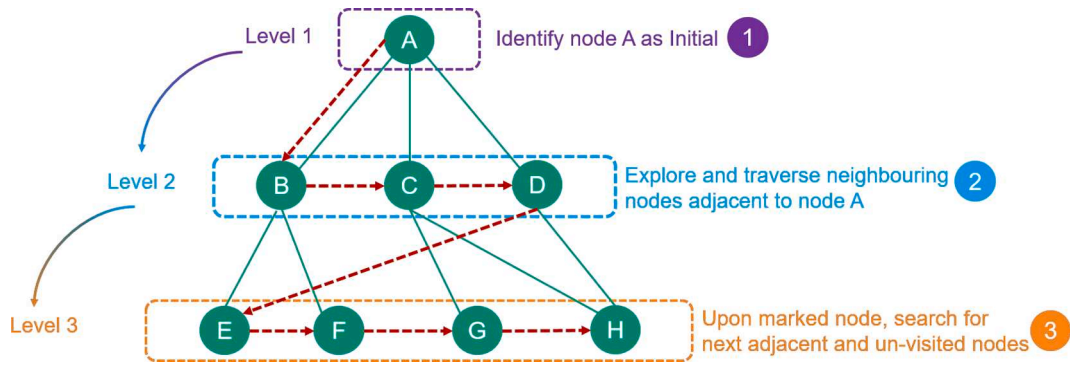 Level 1
A
Identify node A as Initial
1
Level 2
B
C
D
Explore and traverse neighbouring
nodes adjacent to node A
2
Level 3
E
F
G
H
Upon marked node, search for
next adjacent and un-visited nodes
3